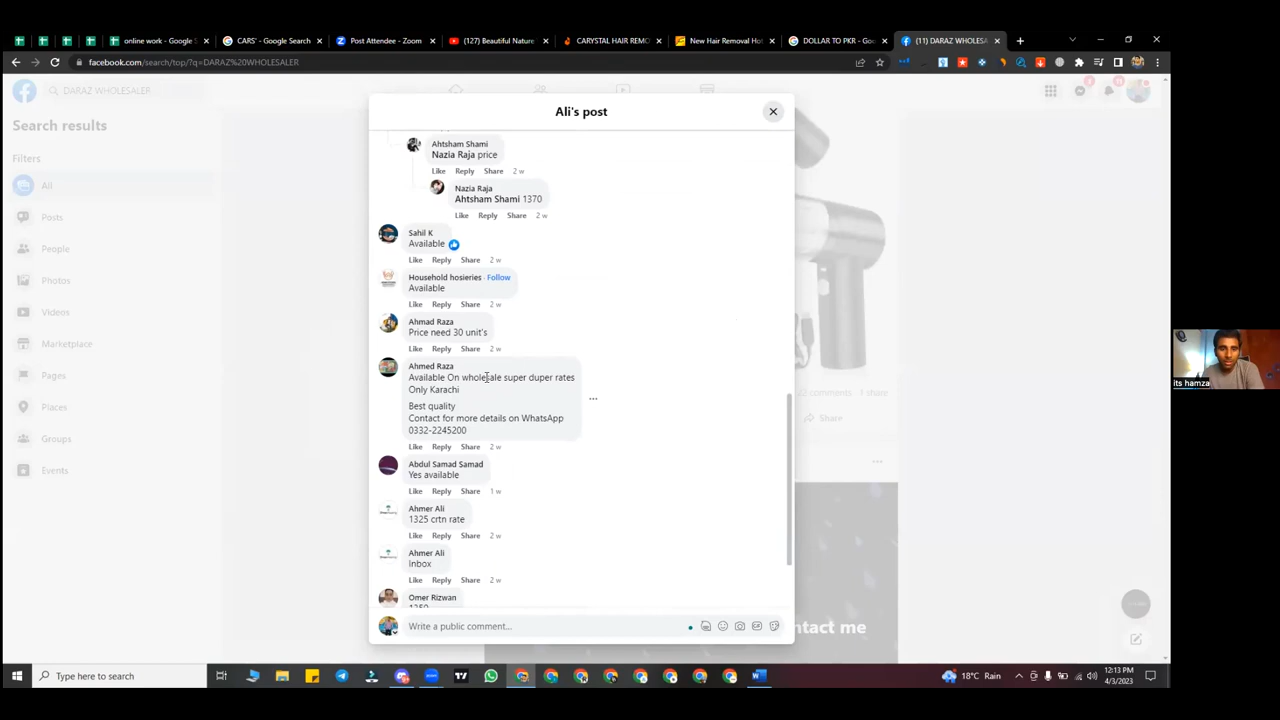 online work - Google S
CARS' - Google Search
Post Attendee - Zoom
(127) Beautiful Nature
CARYSTAL HAIR REMO
New Hair Removal Hot
DOLLAR TO PKR - Goo
(11) DARAZ WHOLESA
facebook.com/search/top/?q=DARAZ%20WHOLESALER
DARAZ WHOLESALER
Search results
Filters
All
Posts
People
Photos
Videos
Marketplace
Pages
Places
Groups
Events
Ali's post
Ahtsham Shami
Nazia Raja price
Like Reply Share 2 w
Nazia Raja
Ahtsham Shami 1370
Like Reply Share 2 w
Sahil K
Available
Like Reply Share 2 w
Household hosieries · Follow
Available
Like Reply Share 2 w
Ahmad Raza
Price need 30 unit's
Like Reply Share 2 w
Ahmed Raza
Available On wholesale super duper rates
Only Karachi
Best quality
Contact for more details on WhatsApp
0332-2245200
Like Reply Share 2 w
Abdul Samad Samad
Yes available
Like Reply Share 1 w
Ahmer Ali
1325 crtn rate
Like Reply Share 2 w
Ahmer Ali
Inbox
Like Reply Share 2 w
Omer Rizwan
Write a public comment...
22 comments
Share
ntact me
its hamza
Type here to search
18°C Rain
12:13 PM
4/3/2023